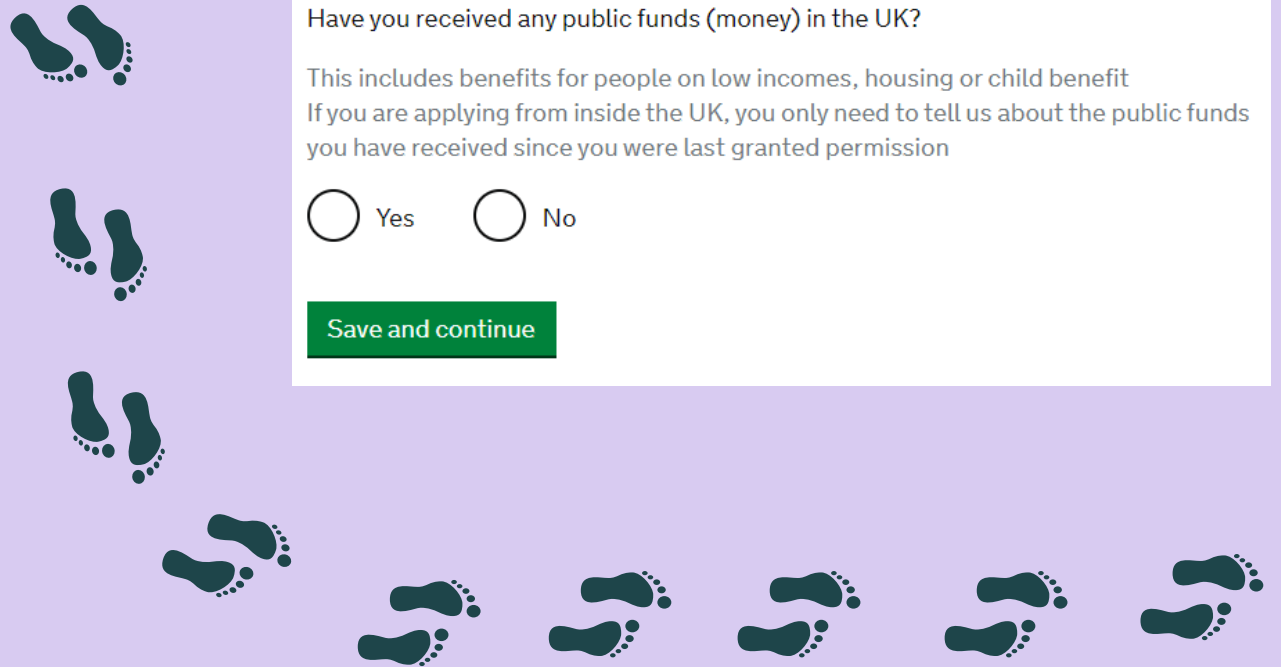 Have you received any public funds (money) in the UK?
This includes benefits for people on low incomes, housing or child benefit
If you are applying from inside the UK, you only need to tell us about the public funds
you have received since you were last granted permission
Yes No
Save and continue